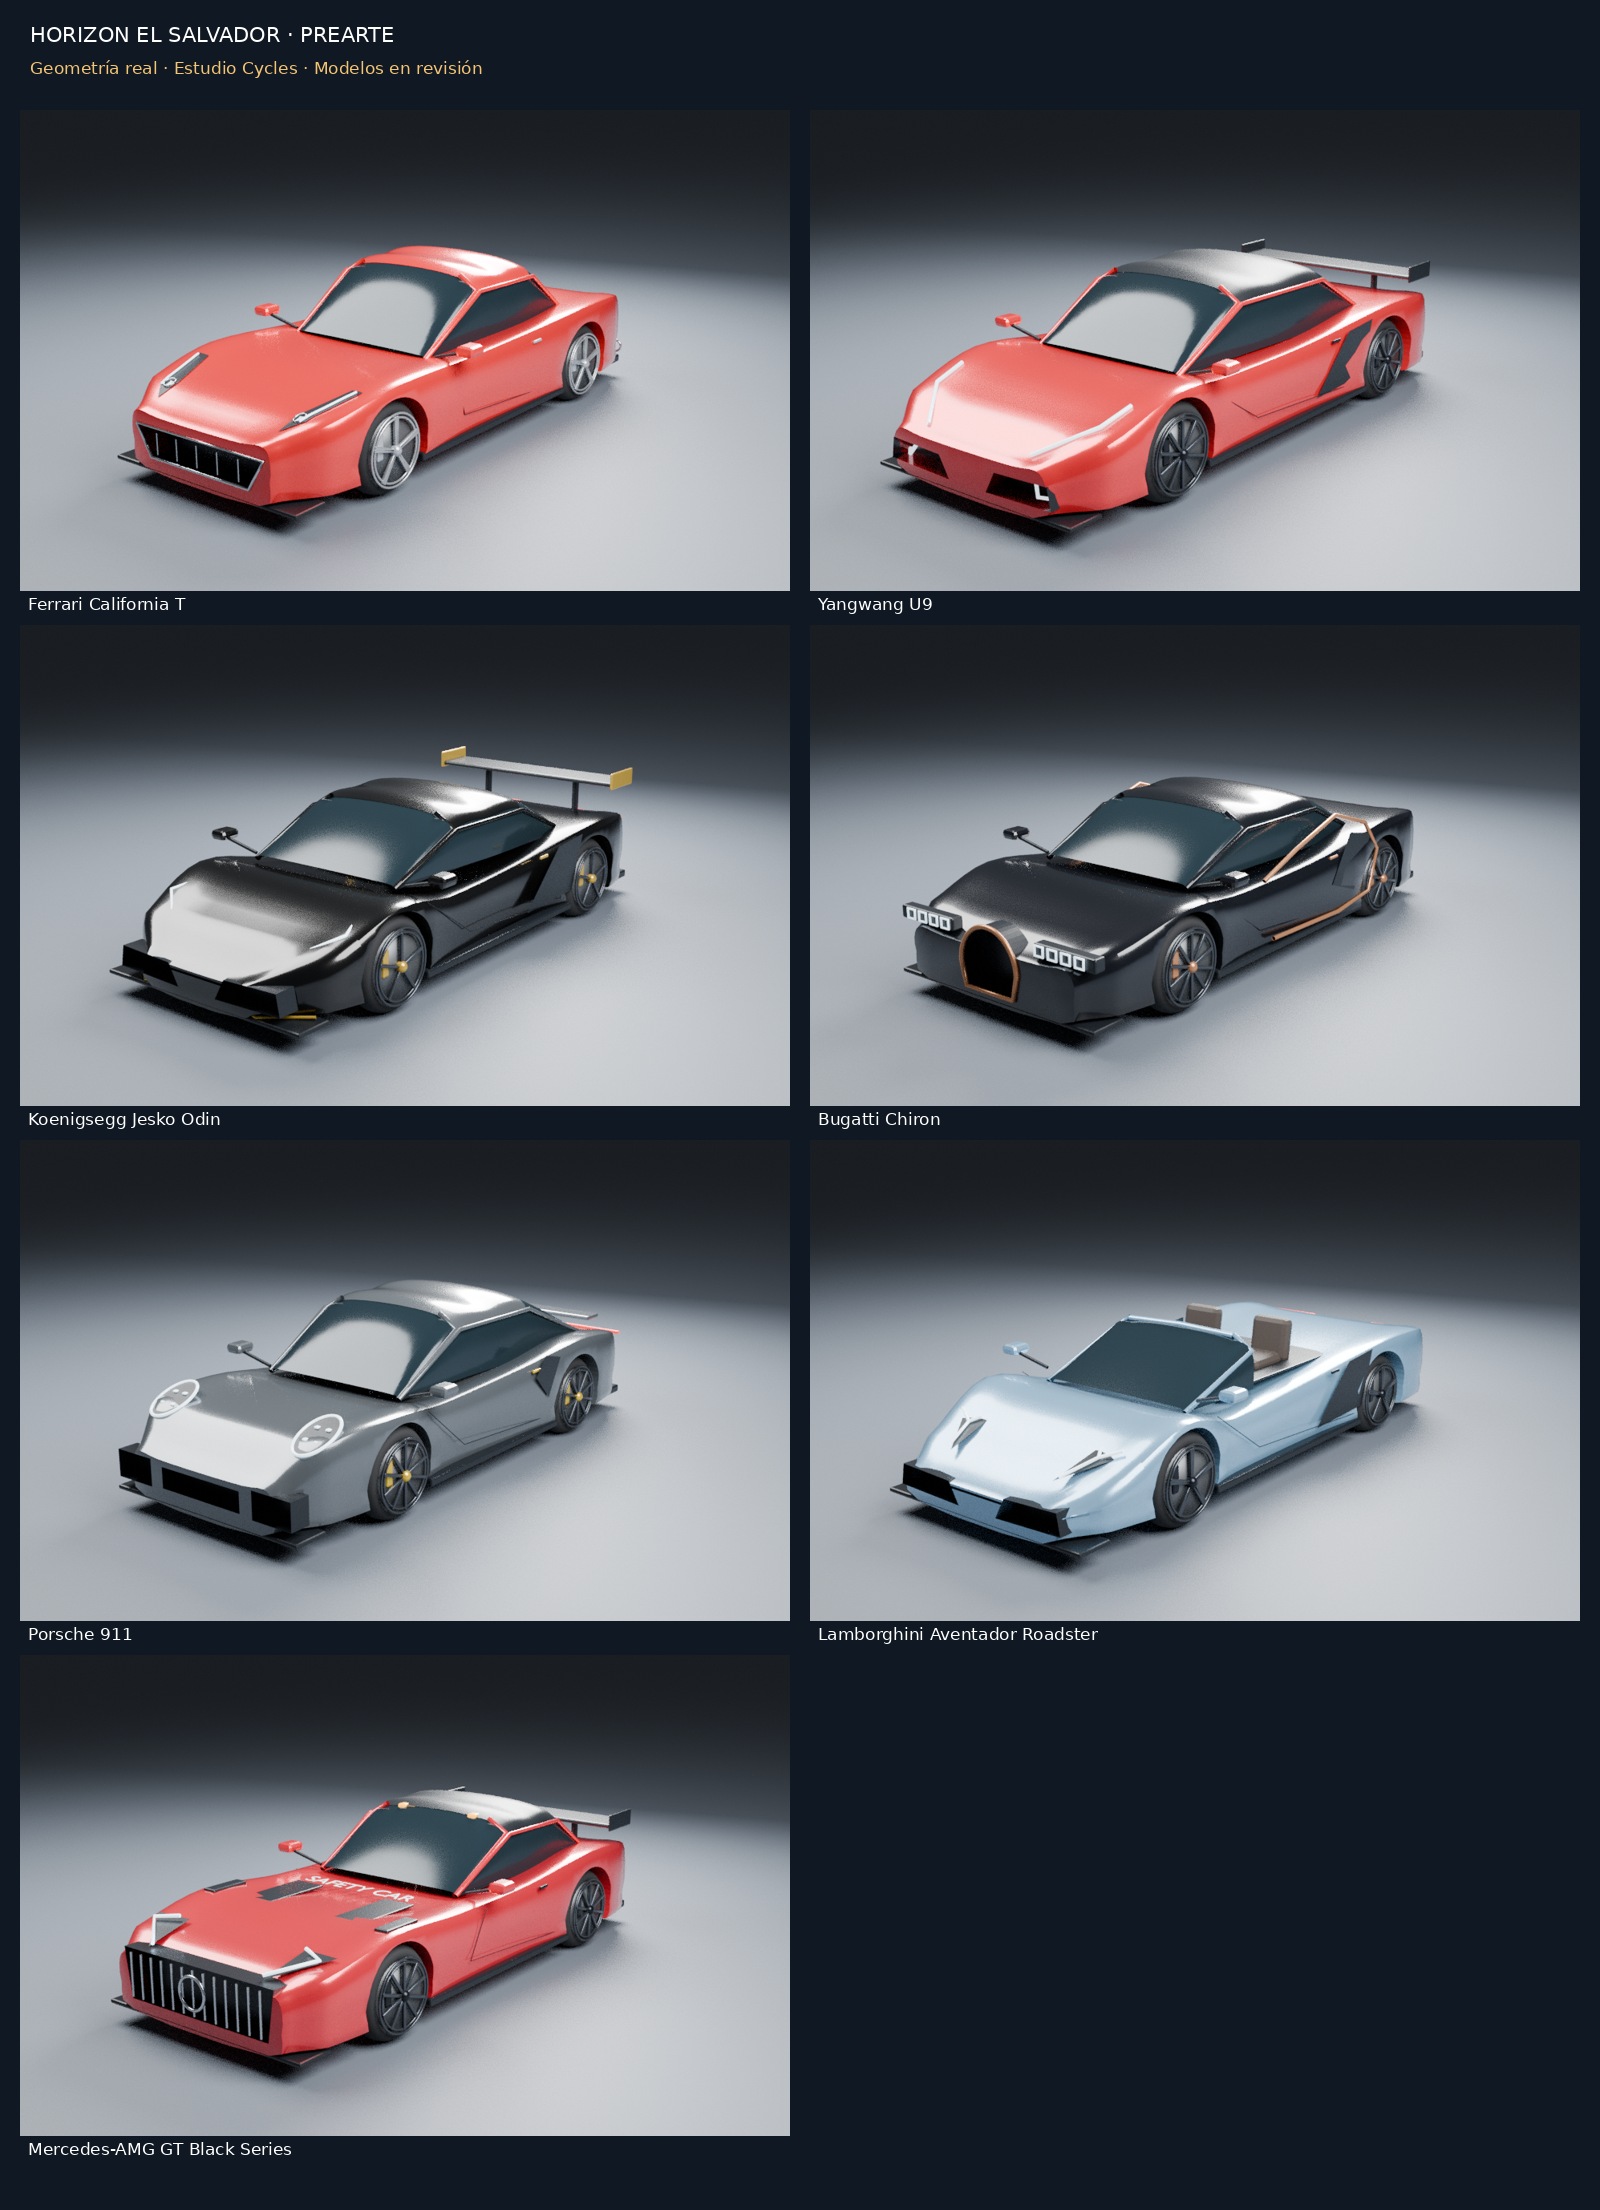 HORIZON EL SALVADOR · PREARTE
Geometría real · Estudio Cycles · Modelos en revisión
Ferrari California T
Yangwang U9
Koenigsegg Jesko Odin
Bugatti Chiron
Porsche 911
Lamborghini Aventador Roadster
SAFETY CAR
Mercedes-AMG GT Black Series